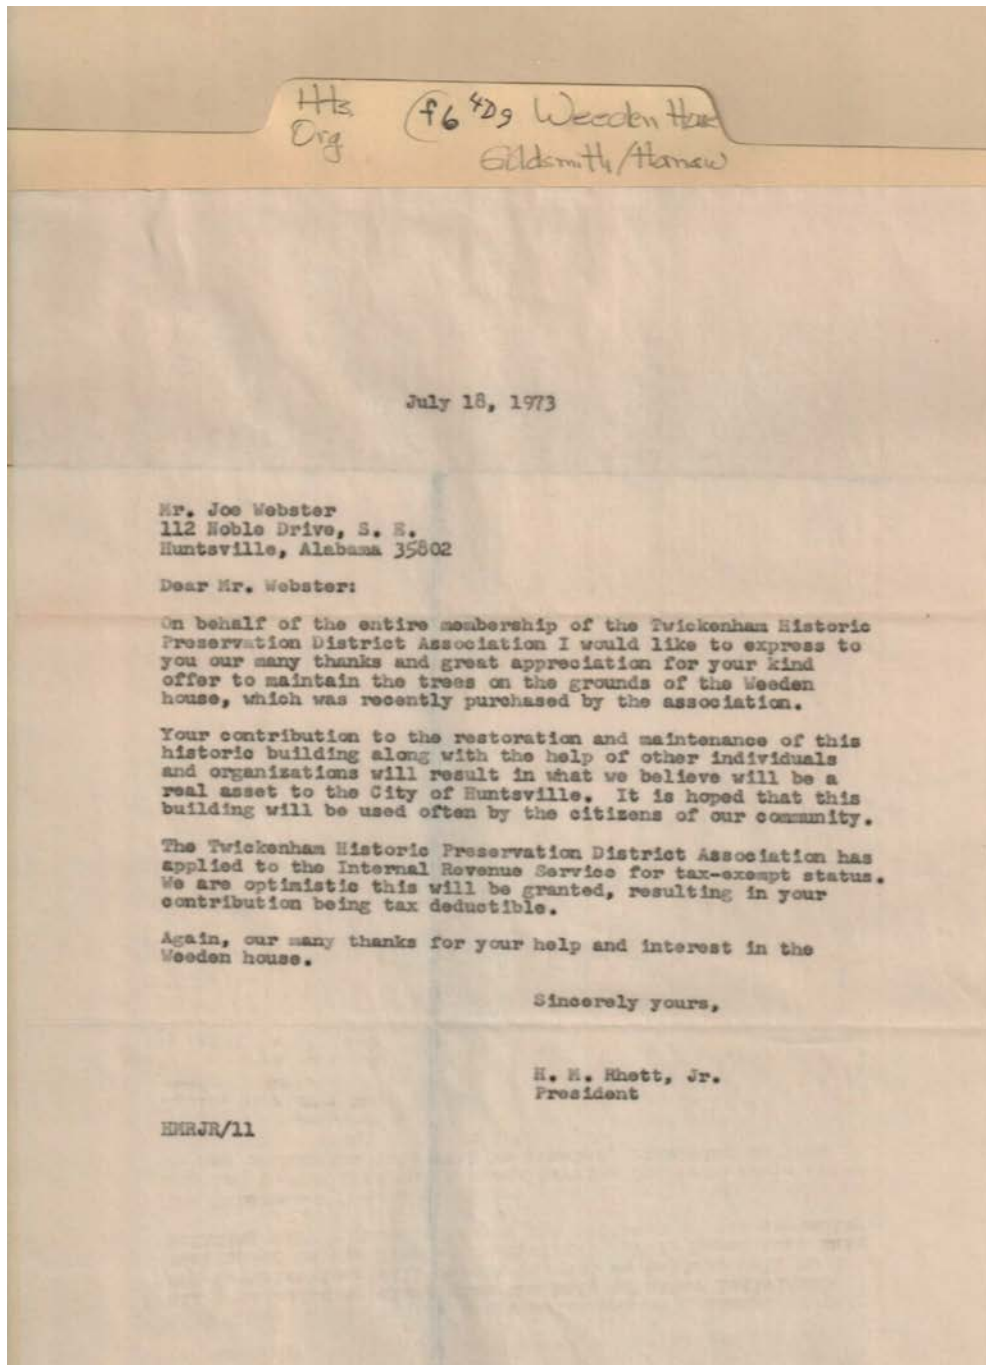 Hts. (f6 4D9 Weeden House
Org Goldsmith/
July 18, 1973
Mr. Joe Webster
112 Noble Drive, S. E.
Huntsville, Alabama 35802
Dear Mr. Webster:
On behalf of the entire membership of the Twickenham Historic
Preservation District Association I would like to express to
you our many thanks and great appreciation for your kind
offer to maintain the trees on the grounds of the Weeden
house, which was recently purchased by the association.
Your contribution to the restoration and maintenance of this
historic building along with the help of other individuals
and organizations will result in what we believe will be a
real asset to the City of Huntsville. It is hoped that this
building will be used often by the citizens of our community.
The Twickenham Historic Preservation District Association has
applied to the Internal Revenue Service for tax-exempt status.
We are optimistic this will be granted, resulting in your
contribution being tax deductible.
Again, our many thanks for your help and interest in the
Weeden house.
Sincerely yours,
H. M. Rhett, Jr.
President
HMRJR/ll